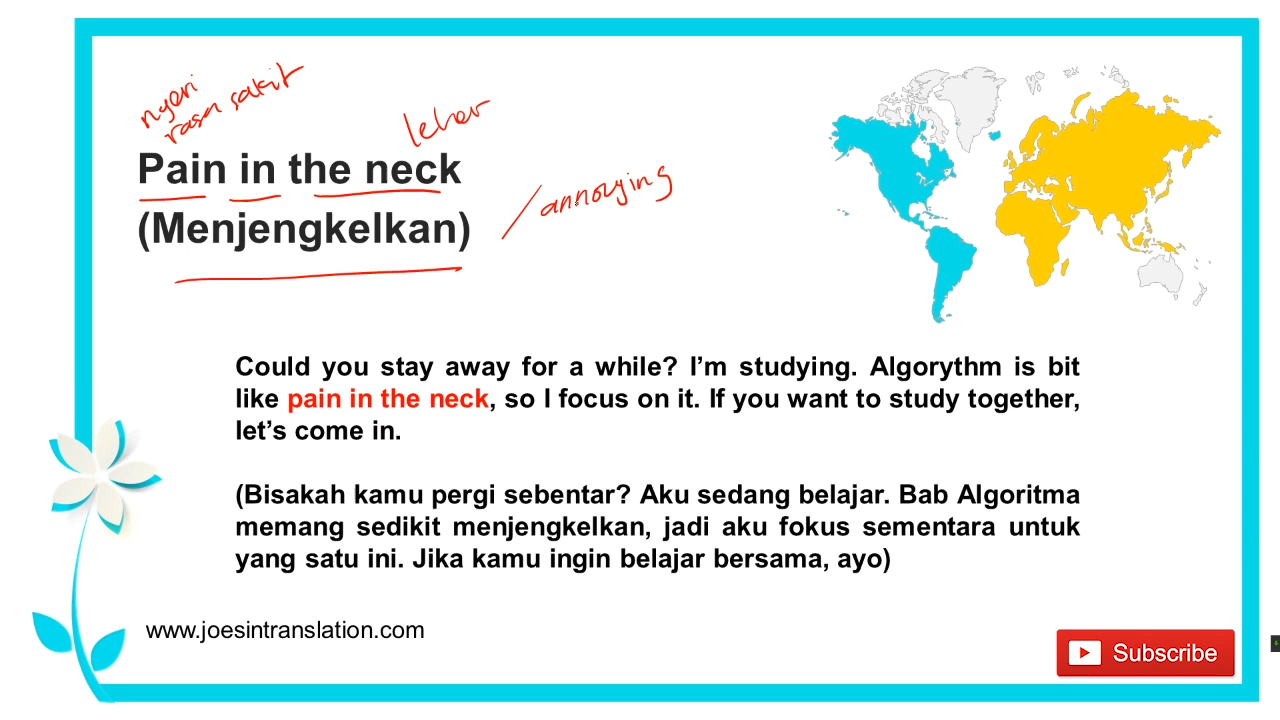 nyeri
rasa sakit
leher
Pain in the neck
(Menjengkelkan)
/annoying
Could you stay away for a while? I’m studying. Algorythm is bit
like pain in the neck, so I focus on it. If you want to study together,
let’s come in.
(Bisakah kamu pergi sebentar? Aku sedang belajar. Bab Algoritma
memang sedikit menjengkelkan, jadi aku fokus sementara untuk
yang satu ini. Jika kamu ingin belajar bersama, ayo)
www.joesintranslation.com
Subscribe